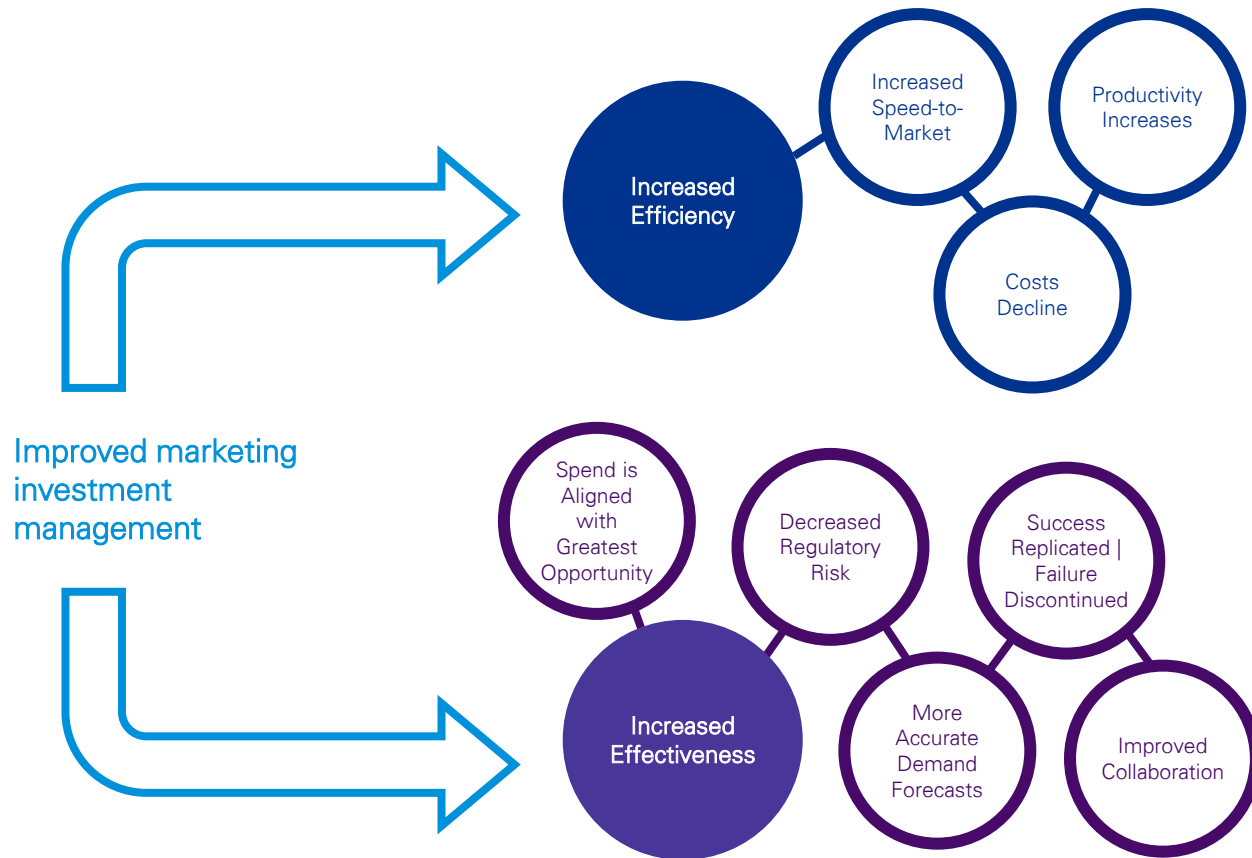 Increased
Speed-to-
Market
Productivity
Increases
Increased
Efficiency
Costs
Decline
Improved marketing
investment
management
Spend is
Aligned
with
Greatest
Opportunity
Decreased
Regulatory
Risk
Success
Replicated |
Failure
Discontinued
Increased
Effectiveness
More
Accurate
Demand
Forecasts
Improved
Collaboration